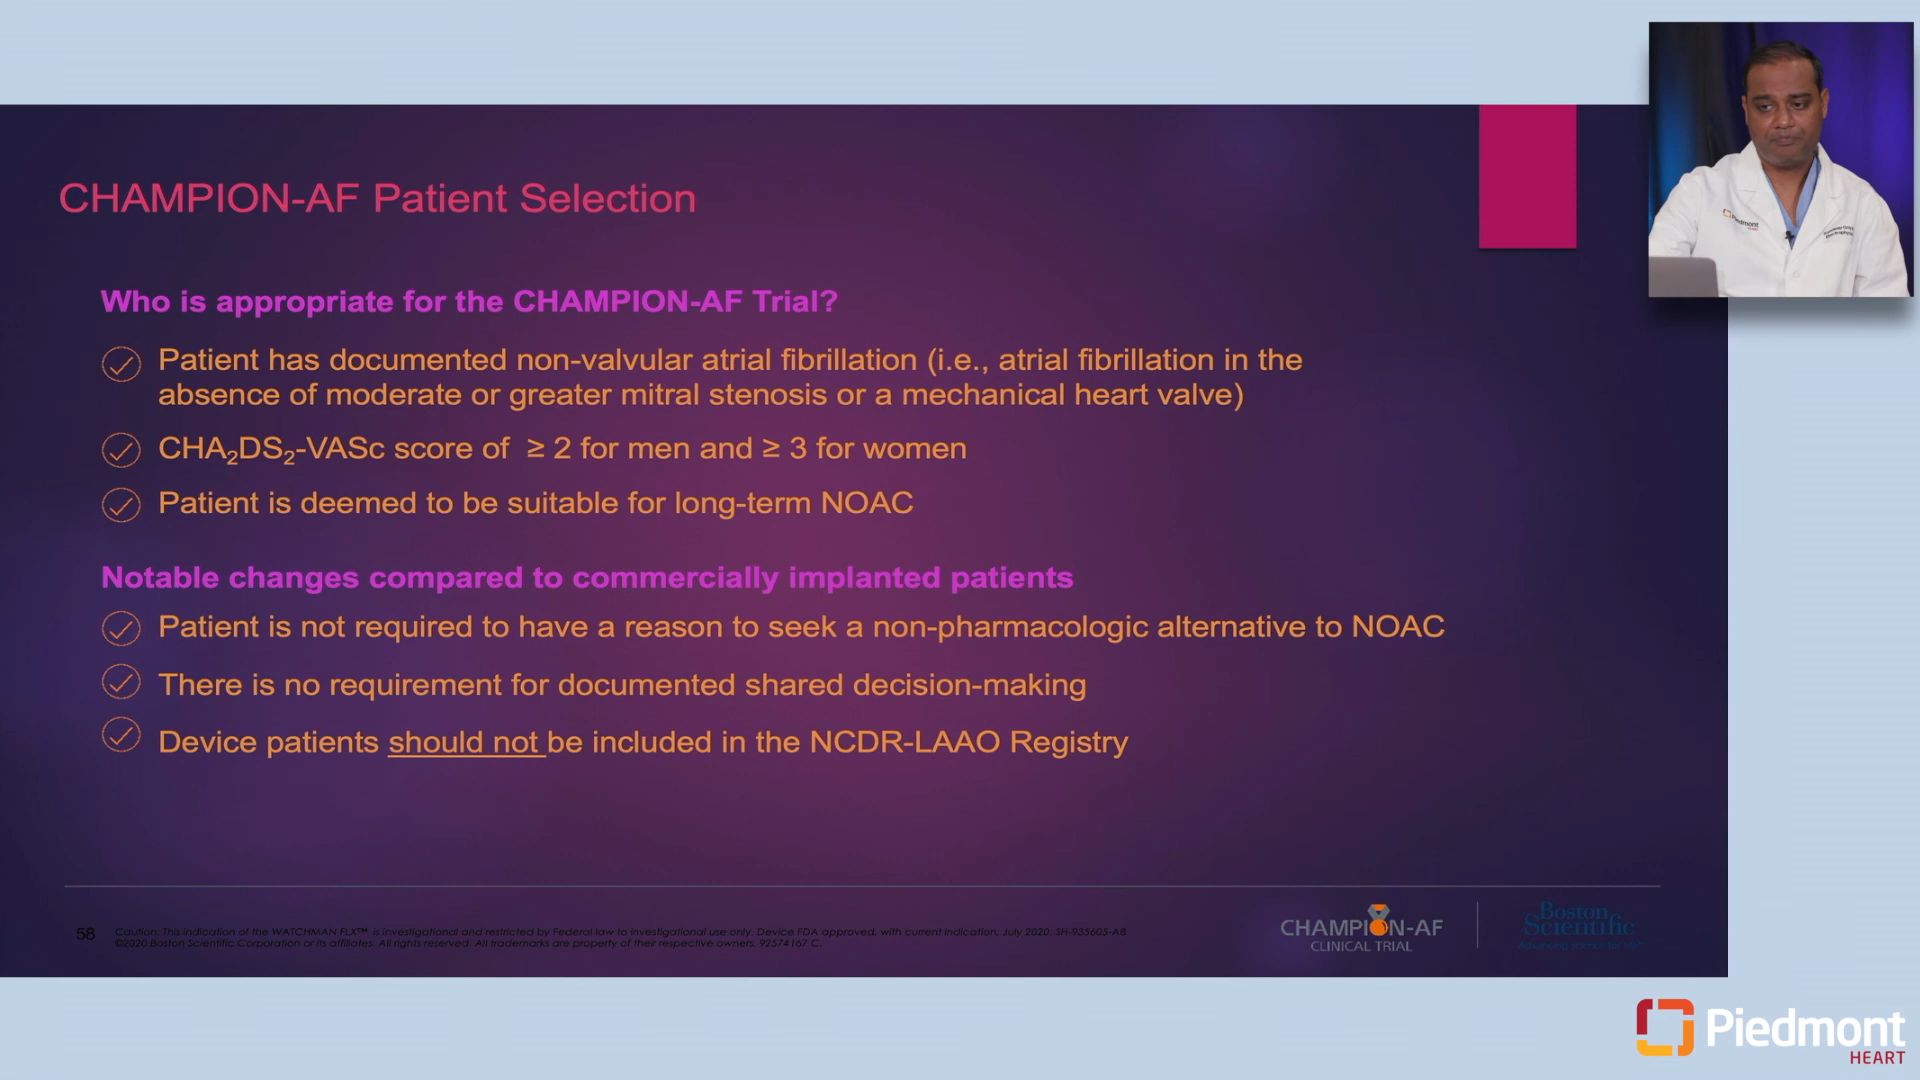 CHAMPION-AF Patient Selection
Who is appropriate for the CHAMPION-AF Trial?
Patient has documented non-valvular atrial fibrillation (i.e., atrial fibrillation in the
absence of moderate or greater mitral stenosis or a mechanical heart valve)
CHA₂DS₂-VASc score of ≥ 2 for men and ≥ 3 for women
Patient is deemed to be suitable for long-term NOAC
Notable changes compared to commercially implanted patients
Patient is not required to have a reason to seek a non-pharmacologic alternative to NOAC
There is no requirement for documented shared decision-making
Device patients should not be included in the NCDR-LAAO Registry
58
Caution: This indication of the WATCHMAN FLX™ is investigational and restricted by Federal law to investigational use only. Device FDA approved, with current indication, July 2020. SH-935605-AB
©2020 Boston Scientific Corporation or its affiliates. All rights reserved. All trademarks are property of their respective owners. 92574167 C.
CHAMPION-AF
CLINICAL TRIAL
Boston
Scientific
Advancing science for life™
Piedmont
HEART